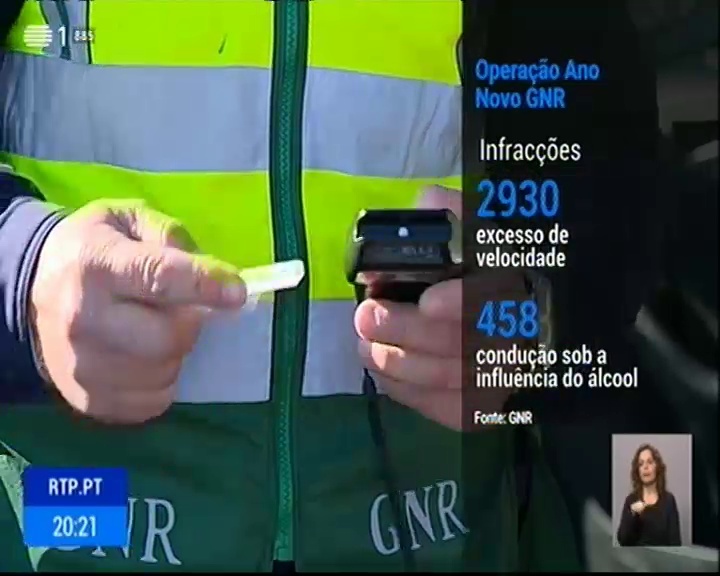 1 885
Operação Ano
Novo GNR
Infracções
2930
excesso de
velocidade
458
condução sob a
influência do álcool
Fonte: GNR
RTP.PT
20:21
GNR
GNR